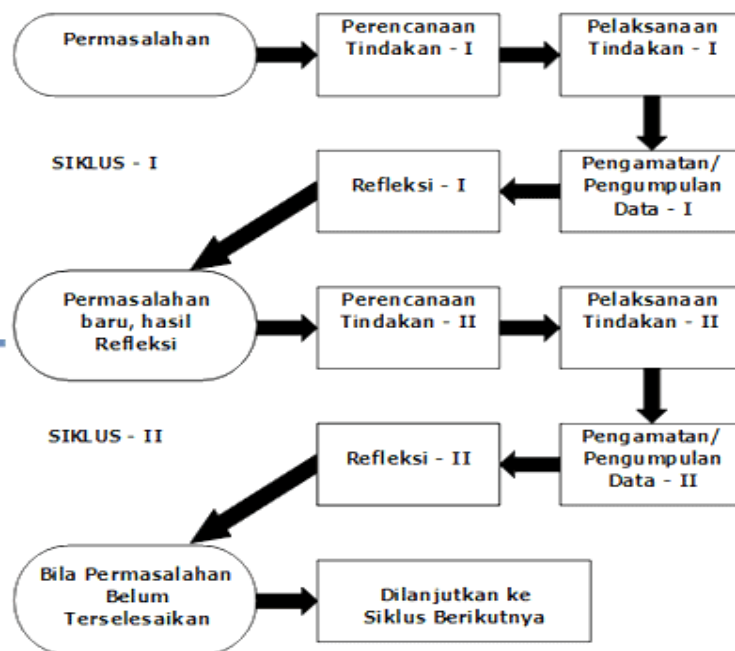 Permasalahan
Perencanaan
Tindakan - I
Pelaksanaan
Tindakan - I
SIKLUS - I
Refleksi - I
Pengamatan/
Pengumpulan
Data - I
Permasalahan
baru, hasil
Refleksi
Perencanaan
Tindakan - II
Pelaksanaan
Tindakan - II
SIKLUS - II
Refleksi - II
Pengamatan/
Pengumpulan
Data - II
Bila Permasalahan
Belum
Terselesaikan
Dilanjutkan ke
Siklus Berikutnya